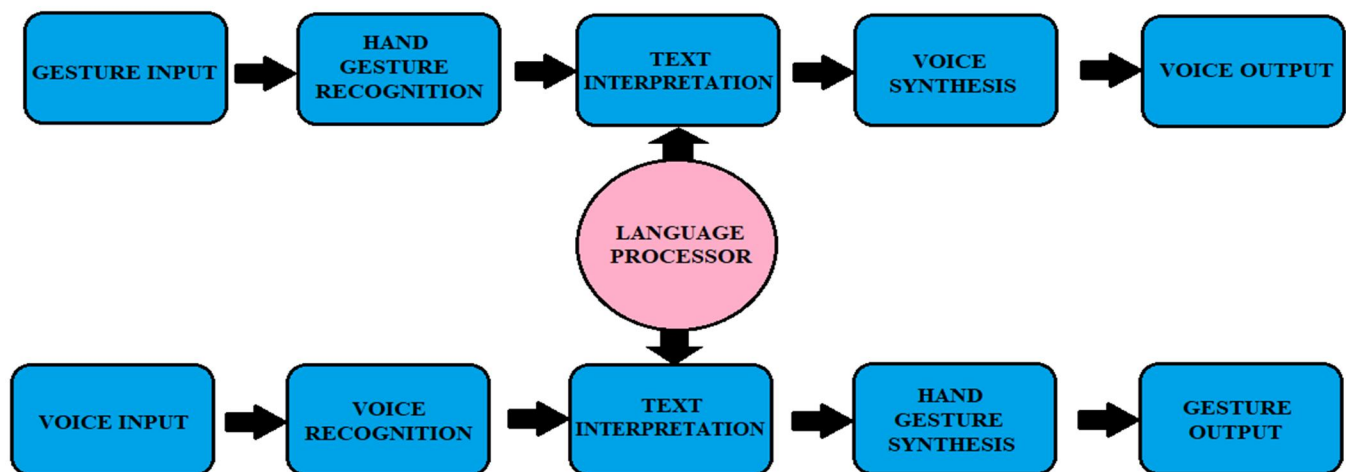 GESTURE INPUT
HAND
GESTURE
RECOGNITION
TEXT
INTERPRETATION
VOICE
SYNTHESIS
VOICE OUTPUT
LANGUAGE
PROCESSOR
VOICE INPUT
VOICE
RECOGNITION
TEXT
INTERPRETATION
HAND
GESTURE
SYNTHESIS
GESTURE
OUTPUT